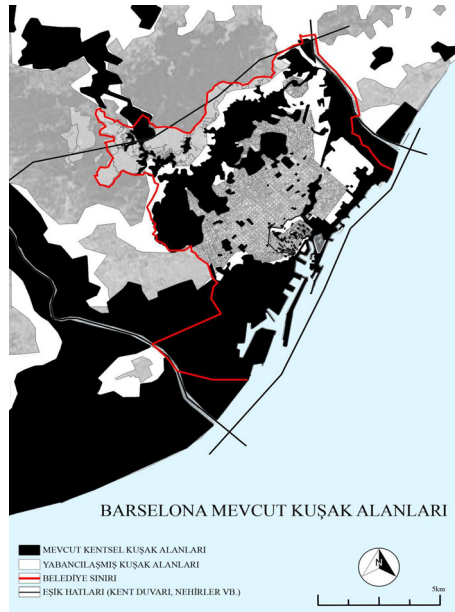 BARSELONA MEVCUT KUŞAK ALANLARI
MEVCUT KENTSEL KUŞAK ALANLARI
YABANCILAŞMIŞ KUŞAK ALANLARI
BELEDİYE SINIRI
EŞİK HATLARI (KENT DUVARI, NEHİRLER VB.)
5km